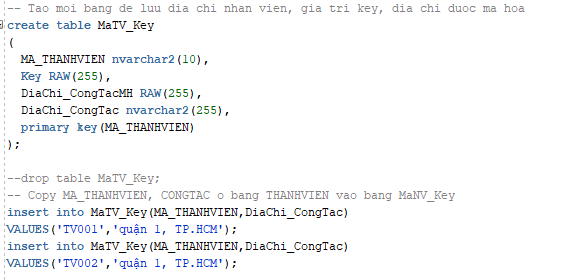 -- Tao moi bang de luu dia chi nhan vien, gia tri key, dia chi duoc ma hoa
create table MaTV_Key
(
MA_THANHVIEN nvarchar2(10),
Key RAW(255),
DiaChi_CongTacMH RAW(255),
DiaChi_CongTac nvarchar2(255),
primary key(MA_THANHVIEN)
);
--drop table MaTV_Key;
-- Copy MA_THANHVIEN, CONGTAC o bang THANHVIEN vao bang MaNV_Key
insert into MaTV_Key(MA_THANHVIEN,DiaChi_CongTac)
VALUES('TV001','quận 1, TP.HCM');
insert into MaTV_Key(MA_THANHVIEN,DiaChi_CongTac)
VALUES('TV002','quận 1, TP.HCM');